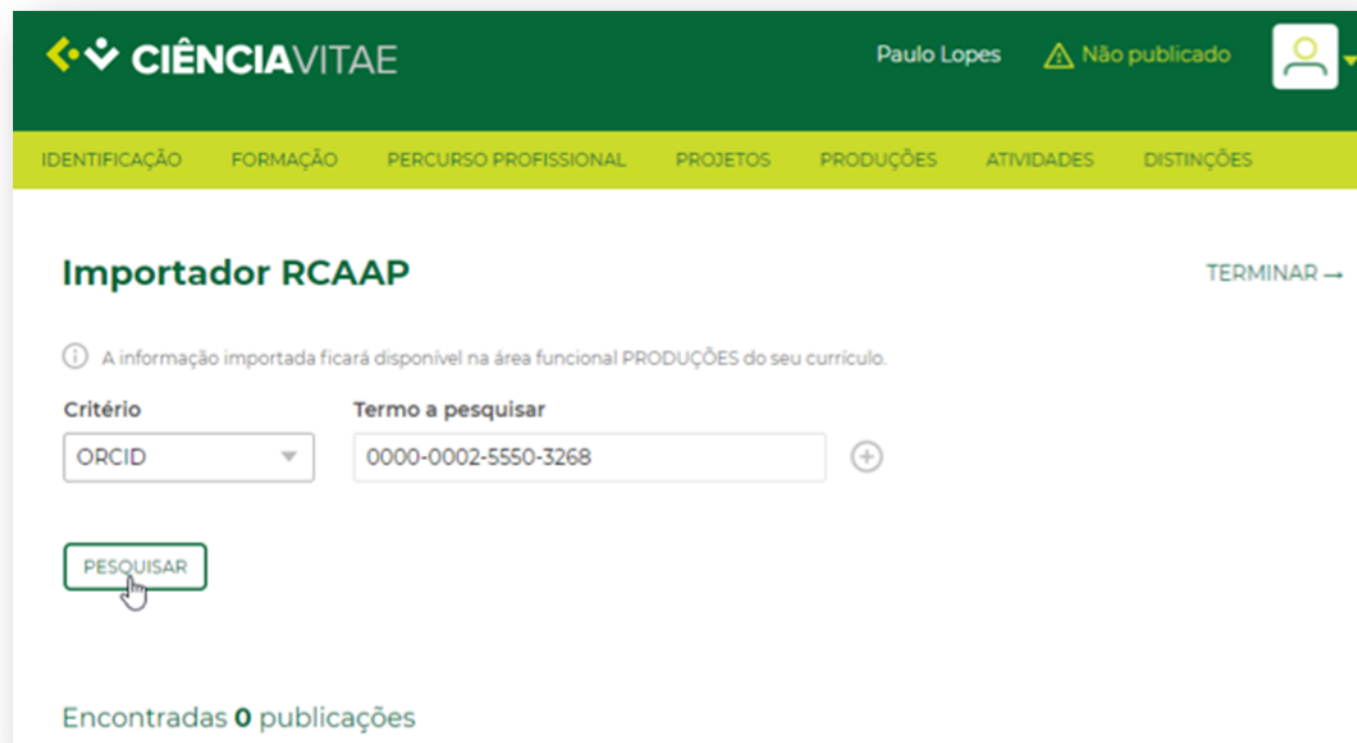 CIÊNCIAVITAE
Paulo Lopes Não publicado
IDENTIFICAÇÃO FORMAÇÃO PERCURSO PROFISSIONAL PROJETOS PRODUÇÕES ATIVIDADES DISTINÇÕES
Importador RCAAP
TERMINAR →
A informação importada ficará disponível na área funcional PRODUÇÕES do seu currículo.
Critério Termo a pesquisar
ORCID 0000-0002-5550-3268
PESQUISAR
Encontradas 0 publicações